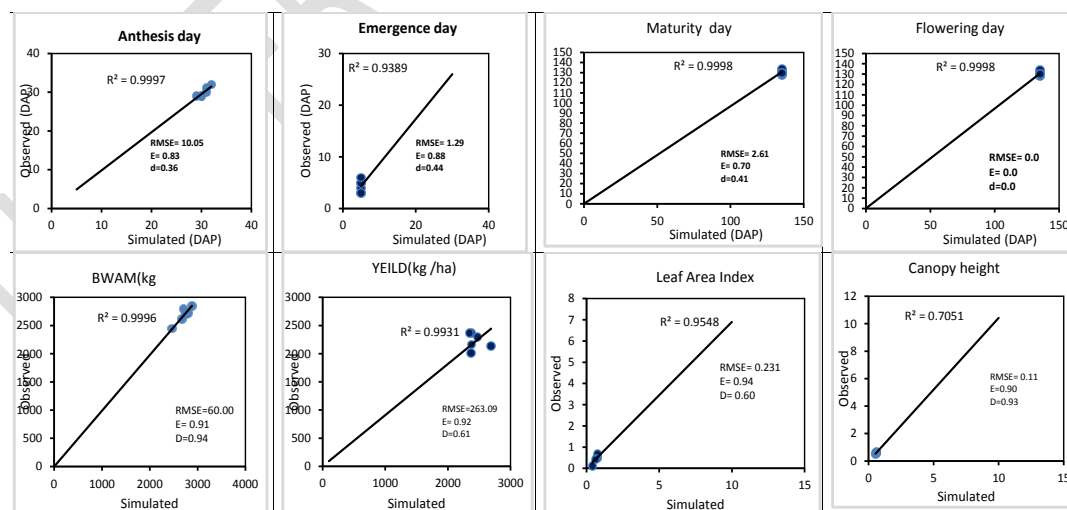 Anthesis day
40
30
20
10
0
0 10 20 30 40
Observed (DAP)
Simulated (DAP)
R² = 0.9997
RMSE= 10.05
E= 0.83
d=0.36
Emergence day
30
20
10
0
0 20 40
Observed (DAP)
Simulated (DAP)
R² = 0.9389
RMSE= 1.29
E= 0.88
d=0.44
Maturity day
150
140
130
120
110
100
90
80
70
60
50
40
30
20
10
0
0 50 100 150
Observed (DAP)
Simulated (DAP)
R² = 0.9998
RMSE= 2.61
E= 0.70
d=0.41
Flowering day
150
140
130
120
110
100
90
80
70
60
50
40
30
20
10
0
0 50 100 150
Observed (DAP)
Simulated (DAP)
R² = 0.9998
RMSE= 0.0
E= 0.0
d=0.0
BWAM(kg
3000
2500
2000
1500
1000
500
0
0 1000 2000 3000 4000
Observed
Simulated
R² = 0.9996
RMSE=60.00
E= 0.91
D=0.94
YEILD(kg /ha)
3000
2500
2000
1500
1000
500
0
0 1000 2000 3000
Observed
Simulated
R² = 0.9931
RMSE=263.09
E= 0.92
D=0.61
Leaf Area Index
8
7
6
5
4
3
2
1
0
0 5 10 15
Observed
Simulated
R² = 0.9548
RMSE= 0.231
E= 0.94
D= 0.60
Canopy height
12
10
8
6
4
2
0
0 5 10 15
Observed
Simulated
R² = 0.7051
RMSE= 0.11
E= 0.90
D=0.93